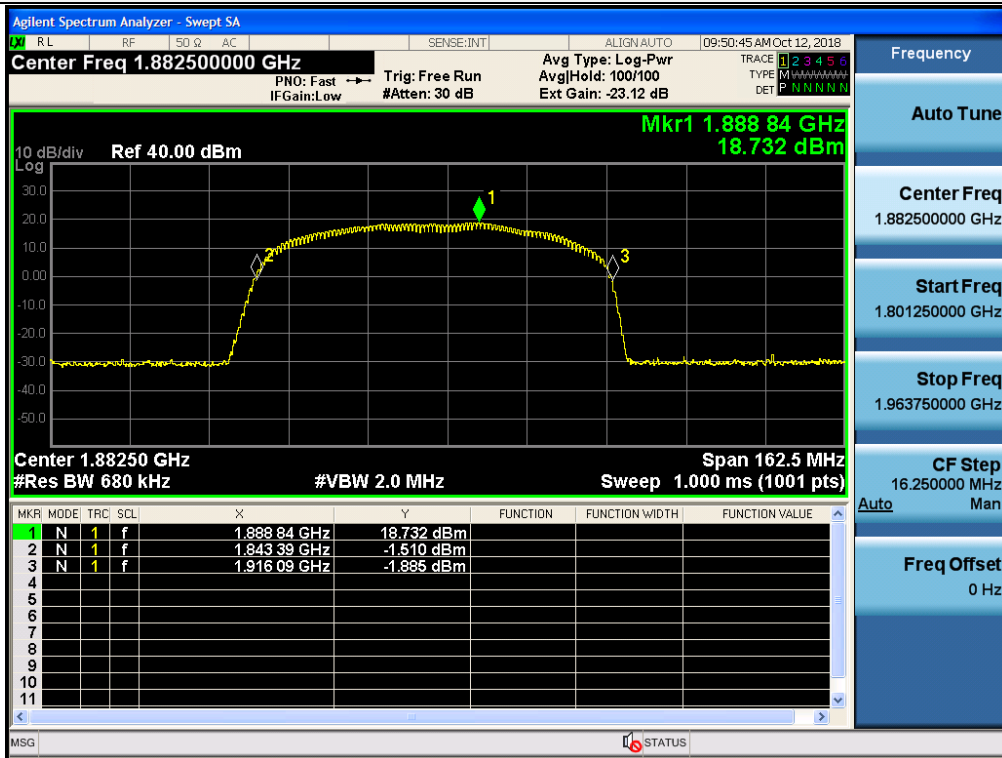 Agilent Spectrum Analyzer - Swept SA
LXI RL RF 50 Ω AC SENSE:INT ALIGN AUTO 09:50:45 AM Oct 12, 2018
Center Freq 1.882500000 GHz
PNO: Fast
IFGain:Low
Trig: Free Run
#Atten: 30 dB
Avg Type: Log-Pwr
Avg|Hold: 100/100
Ext Gain: -23.12 dB
TRACE 1 2 3 4 5 6
TYPE M
DET P N N N N N
Mkr1 1.888 84 GHz
18.732 dBm
10 dB/div Ref 40.00 dBm
Log
30.0
20.0
10.0
0.00
-10.0
-20.0
-30.0
-40.0
-50.0
1
2
3
Center 1.88250 GHz Span 162.5 MHz
#Res BW 680 kHz #VBW 2.0 MHz Sweep 1.000 ms (1001 pts)
MKR MODE TRC SCL X Y FUNCTION FUNCTION WIDTH FUNCTION VALUE
1 N 1 f 1.888 84 GHz 18.732 dBm
2 N 1 f 1.843 39 GHz -1.510 dBm
3 N 1 f 1.916 09 GHz -1.885 dBm
4
5
6
7
8
9
10
11
MSG STATUS
Frequency
Auto Tune
Center Freq
1.882500000 GHz
Start Freq
1.801250000 GHz
Stop Freq
1.963750000 GHz
CF Step
16.250000 MHz
Auto Man
Freq Offset
0 Hz